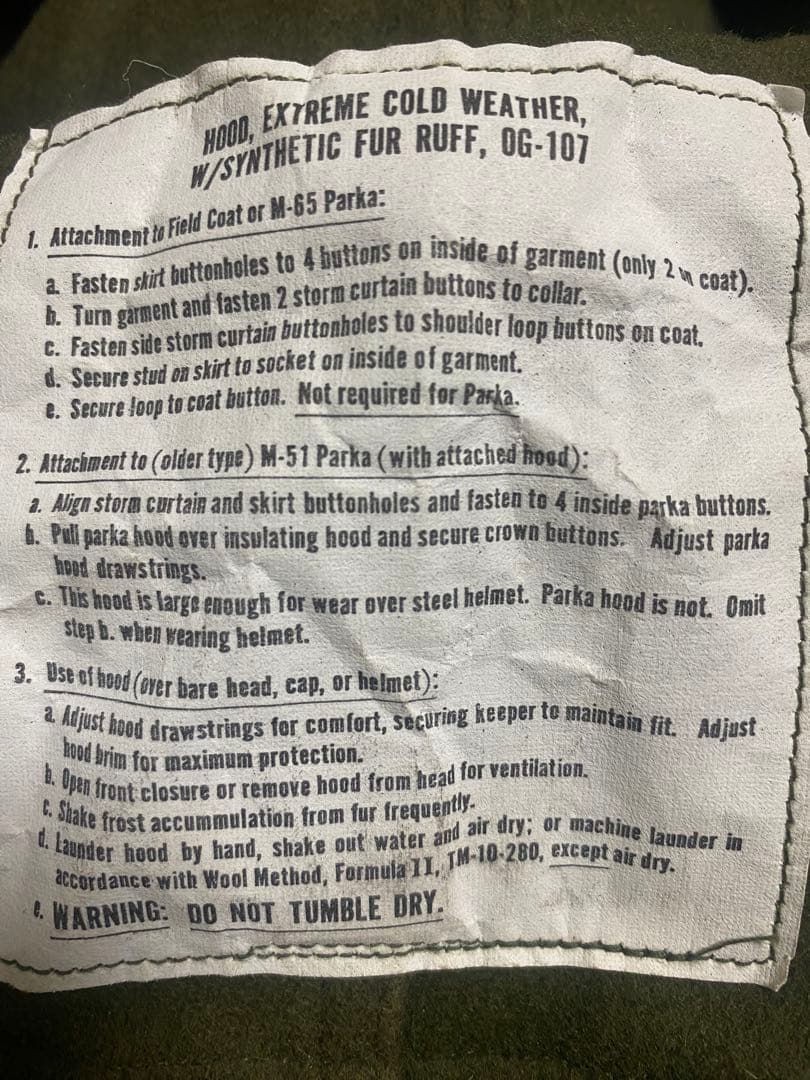 HOOD, EXTREME COLD WEATHER,
W/SYNTHETIC FUR RUFF, OG-107
1. Attachment to Field Coat or M-65 Parka:
a. Fasten skirt buttonholes to 4 buttons on inside of garment (only 2 in coat).
b. Turn garment and fasten 2 storm curtain buttons to collar.
c. Fasten side storm curtain buttonholes to shoulder loop buttons on coat.
d. Secure stud on skirt to socket on inside of garment.
e. Secure loop to coat button. Not required for Parka.
2. Attachment to (older type) M-51 Parka (with attached hood):
a. Align storm curtain and skirt buttonholes and fasten to 4 inside parka buttons.
b. Pull parka hood over insulating hood and secure crown buttons. Adjust parka
hood drawstrings.
c. This hood is large enough for wear over steel helmet. Parka hood is not. Omit
step b. when wearing helmet.
3. Use of hood (over bare head, cap, or helmet):
a. Adjust hood drawstrings for comfort, securing keeper to maintain fit. Adjust
hood brim for maximum protection.
b. Open front closure or remove hood from head for ventilation.
c. Shake frost accummulation from fur frequently.
d. Launder hood by hand, shake out water and air dry; or machine launder in
accordance with Wool Method, Formula II, TM-10-280, except air dry.
e. WARNING: DO NOT TUMBLE DRY.